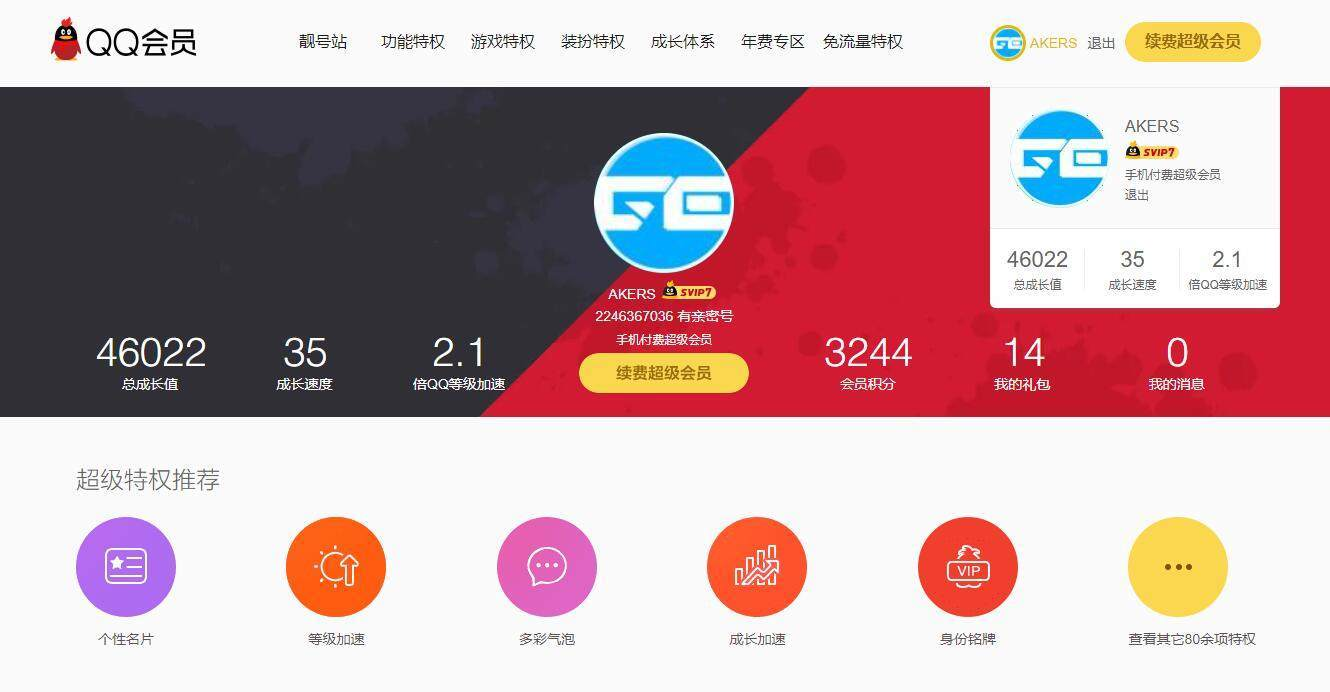 QQ会员
靓号站 功能特权 游戏特权 装扮特权 成长体系 年费专区 免流量特权
AKERS 退出 续费超级会员
AKERS
SVIP7
手机付费超级会员
退出
46022 35 2.1
总成长值 成长速度 倍QQ等级加速
AKERS SVIP7
2246367036 有亲密号
手机付费超级会员
续费超级会员
46022 35 2.1
总成长值 成长速度 倍QQ等级加速
3244 14 0
会员积分 我的礼包 我的消息
超级特权推荐
VIP
个性名片 等级加速 多彩气泡 成长加速 身份铭牌 查看其它80余项特权